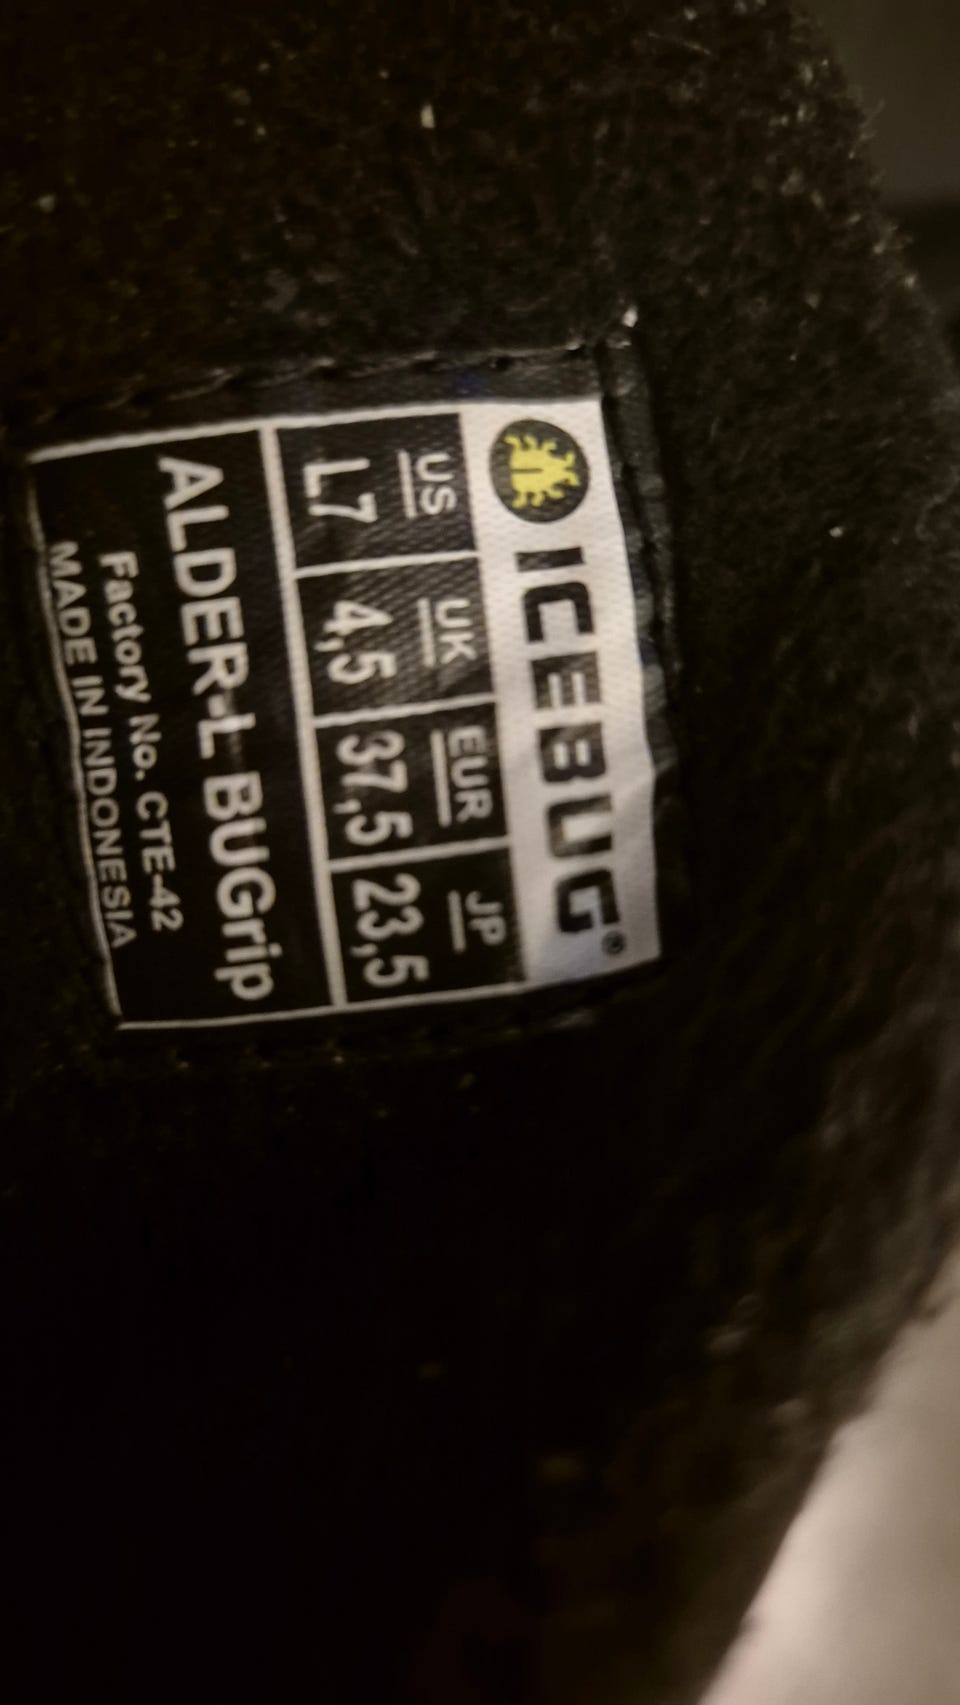 ICEBUG®
US UK EUR JP
L7 4,5 37,5 23,5
ALDER-L BUGrip
Factory No. CTE-42
MADE IN INDONESIA